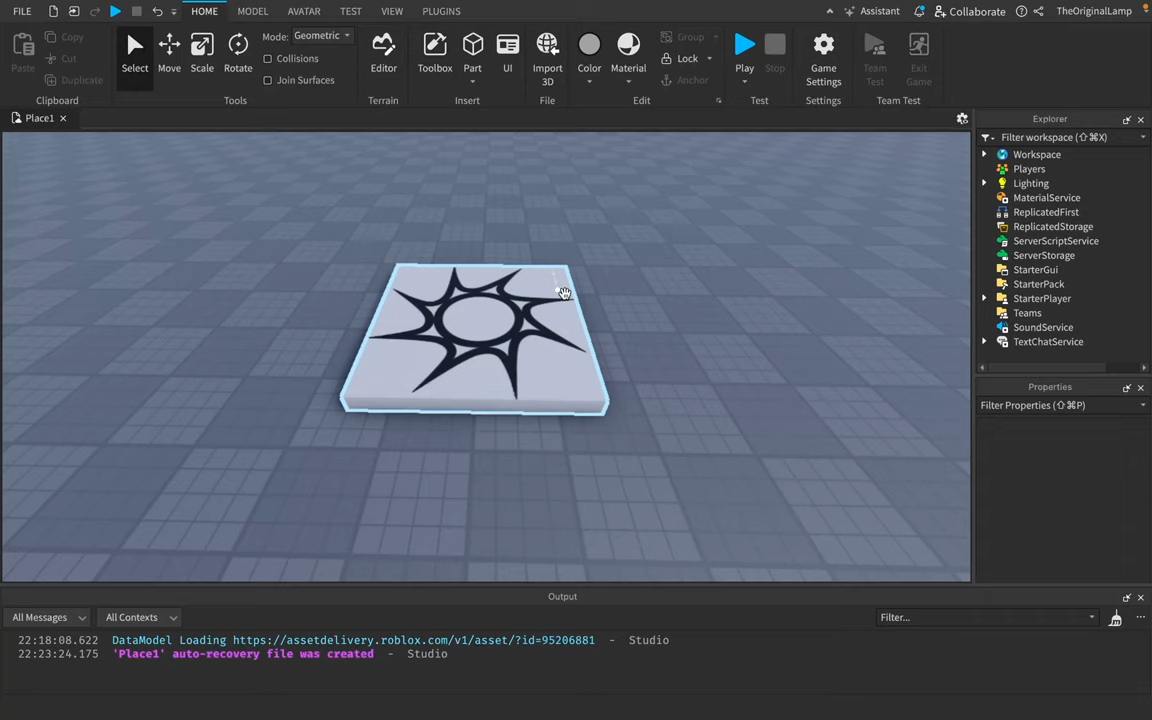 FILE HOME MODEL AVATAR TEST VIEW PLUGINS Assistant Collaborate TheOriginalLamp
Paste Copy Cut Duplicate
Clipboard
Select Move Scale Rotate
Mode: Geometric
Collisions
Join Surfaces
Tools
Editor
Terrain
Toolbox Part UI
Insert
Import
3D
File
Color Material Group Lock Anchor
Edit
Play Stop
Test
Game
Settings
Settings
Team
Test
Exit
Game
Team Test
Place1
Explorer
Filter workspace (⇧⌘X)
Workspace
Players
Lighting
MaterialService
ReplicatedFirst
ReplicatedStorage
ServerScriptService
ServerStorage
StarterGui
StarterPack
StarterPlayer
Teams
SoundService
TextChatService
Properties
Filter Properties (⇧⌘P)
Output
All Messages All Contexts Filter...
22:18:08.622 DataModel Loading https://assetdelivery.roblox.com/v1/asset/?id=95206881 - Studio
22:23:24.175 'Place1' auto-recovery file was created - Studio